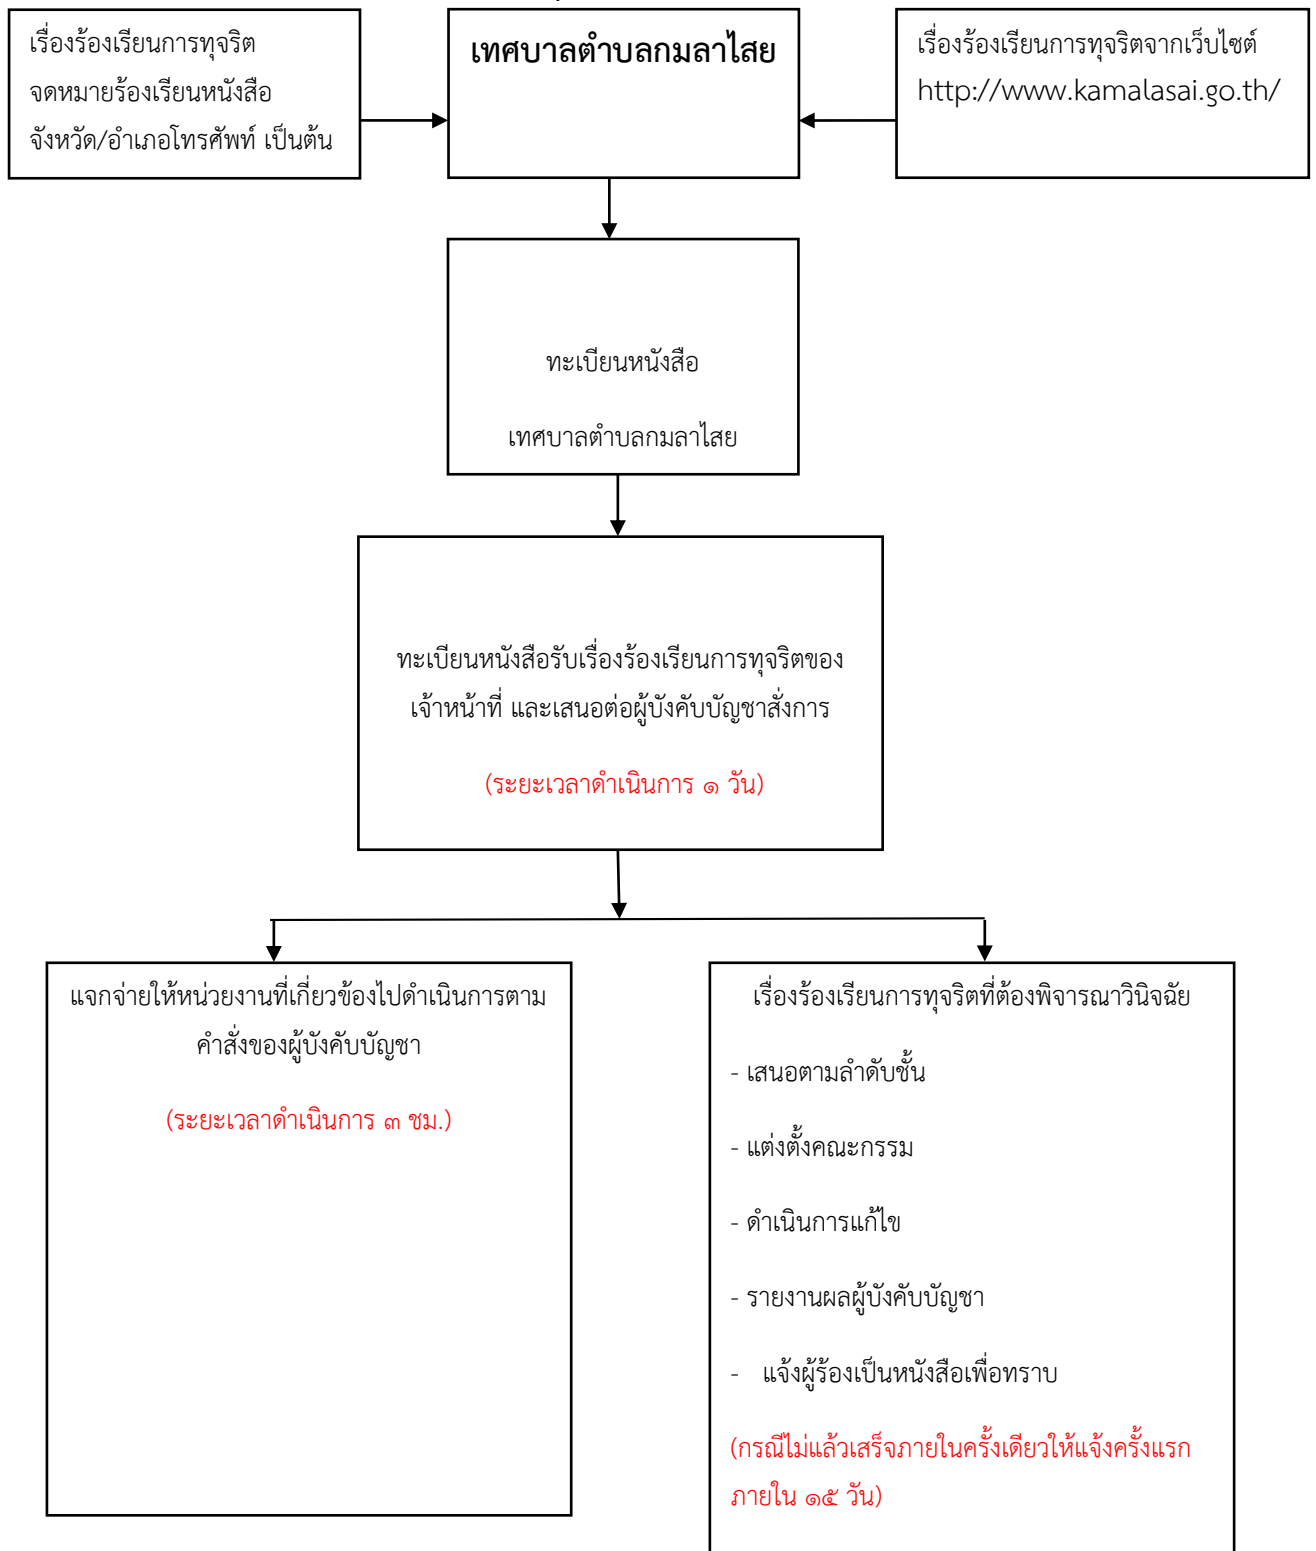 เรื่องร้องเรียนการทุจริต
จดหมายร้องเรียนหนังสือ
จังหวัด/อำเภอโทรศัพท์ เป็นต้น
เทศบาลตำบลกมลาไสย
เรื่องร้องเรียนการทุจริตจากเว็บไซต์
http://www.kamalasai.go.th/
ทะเบียนหนังสือ
เทศบาลตำบลกมลาไสย
ทะเบียนหนังสือรับเรื่องร้องเรียนการทุจริตของ
เจ้าหน้าที่ และเสนอต่อผู้บังคับบัญชาสั่งการ
(ระยะเวลาดำเนินการ ๑ วัน)
แจกจ่ายให้หน่วยงานที่เกี่ยวข้องไปดำเนินการตาม
คำสั่งของผู้บังคับบัญชา
(ระยะเวลาดำเนินการ ๓ ชม.)
เรื่องร้องเรียนการทุจริตที่ต้องพิจารณาวินิจฉัย
- เสนอตามลำดับชั้น
- แต่งตั้งคณะกรรม
- ดำเนินการแก้ไข
- รายงานผลผู้บังคับบัญชา
- แจ้งผู้ร้องเป็นหนังสือเพื่อทราบ
(กรณีไม่แล้วเสร็จภายในครั้งเดียวให้แจ้งครั้งแรก
ภายใน ๑๕ วัน)